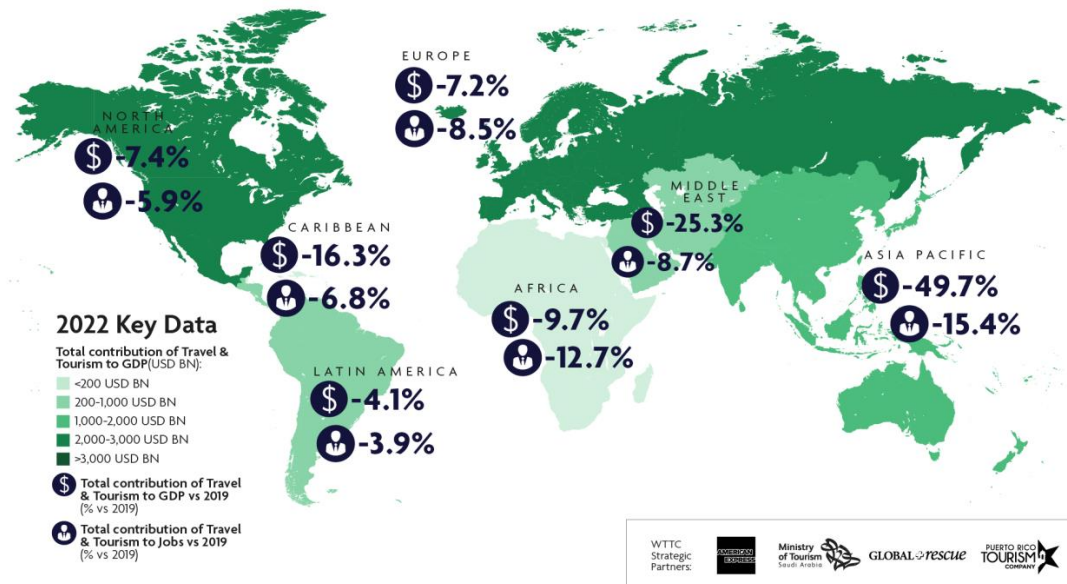 EUROPE
$ -7.2%
-8.5%
NORTH
AMERICA
$ -7.4%
-5.9%
MIDDLE
EAST
$ -25.3%
-8.7%
CARIBBEAN
$ -16.3%
-6.8%
ASIA PACIFIC
$ -49.7%
-15.4%
AFRICA
$ -9.7%
-12.7%
LATIN AMERICA
$ -4.1%
-3.9%
2022 Key Data
Total contribution of Travel &
Tourism to GDP(USD BN):
<200 USD BN
200-1,000 USD BN
1,000-2,000 USD BN
2,000-3,000 USD BN
>3,000 USD BN
$ Total contribution of Travel
& Tourism to GDP vs 2019
(% vs 2019)
Total contribution of Travel
& Tourism to Jobs vs 2019
(% vs 2019)
WTTC
Strategic
Partners:
AMERICAN
EXPRESS
Ministry
of Tourism
Saudi Arabia
GLOBAL rescue
PUERTO RICO
TOURISM
COMPANY